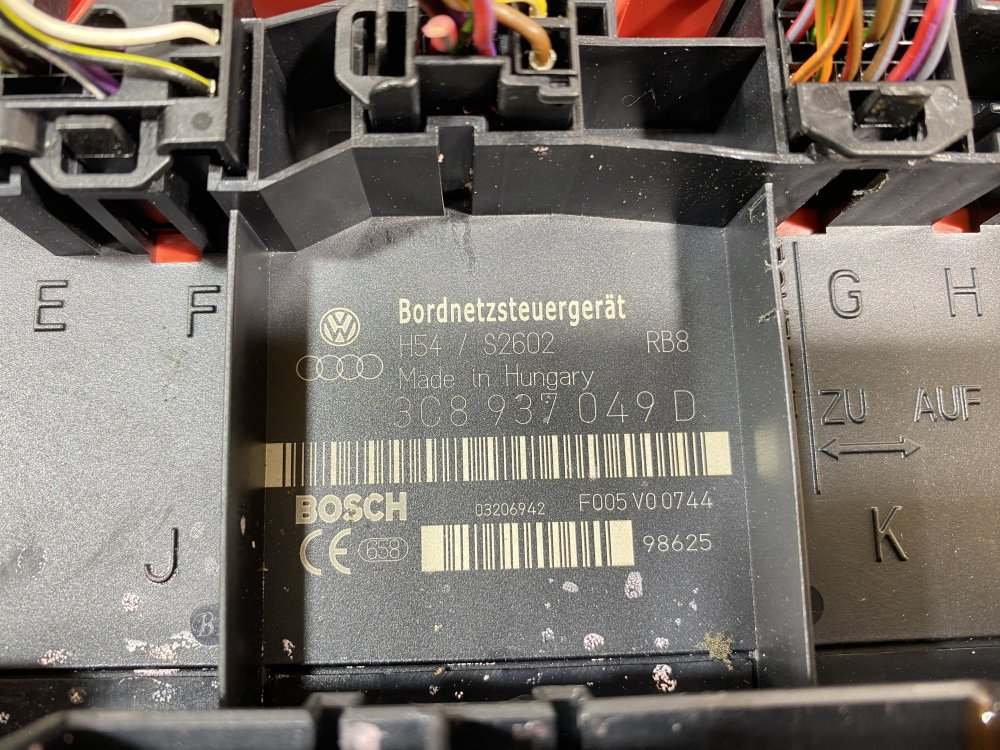 E
F
G
H
Bordnetzsteuergerät
H54 / S2602 RB8
Made in Hungary
3C8 937 049 D
ZU AUF
BOSCH 03206942 F005 V0 0744
CE 658 98625
J
K
B